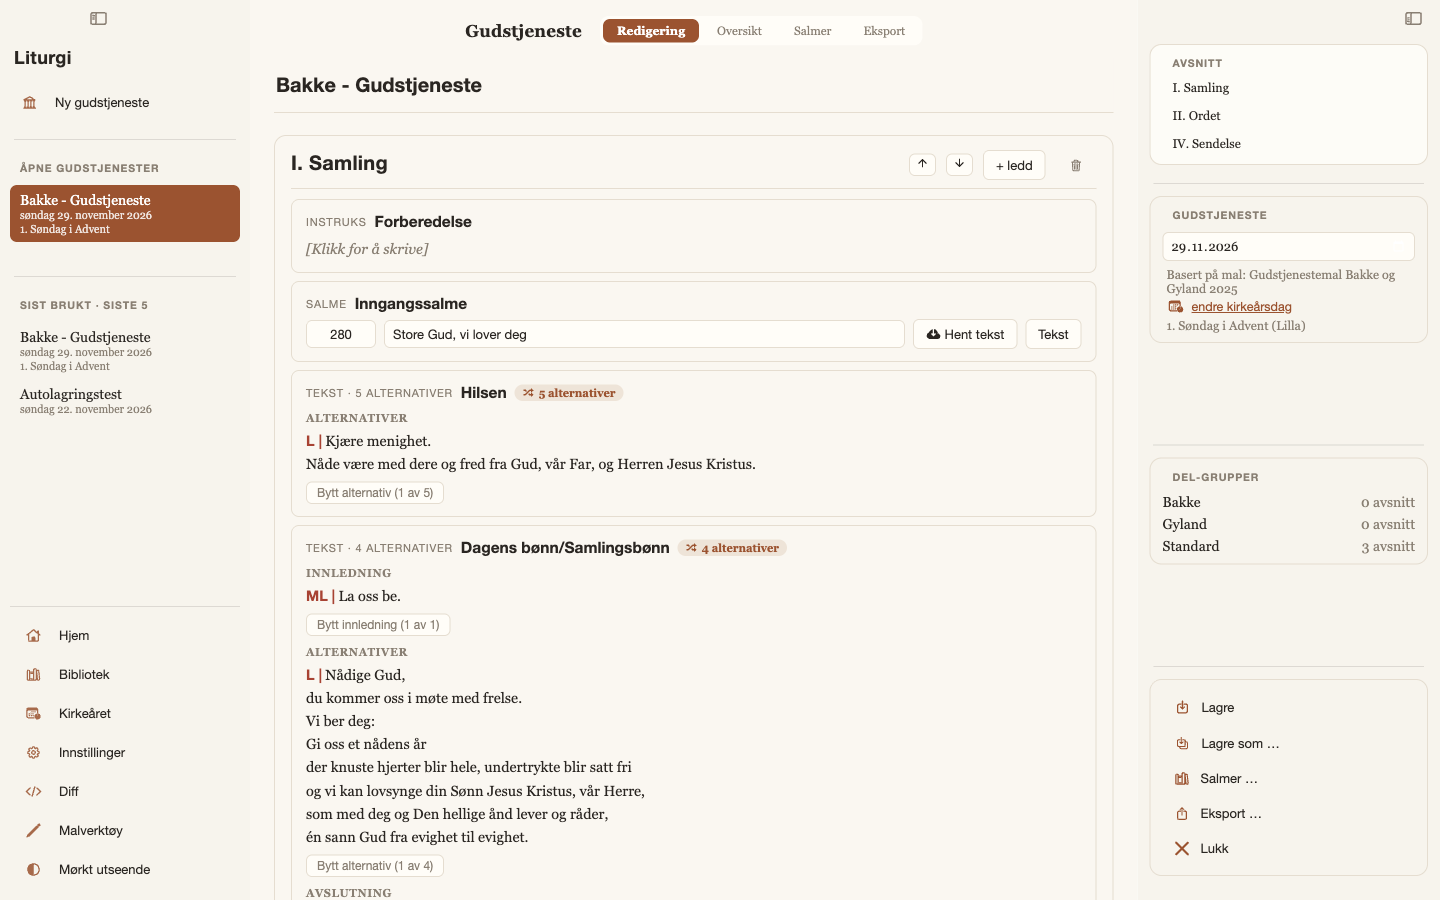 Liturgi
Ny gudstjeneste
ÅPNE GUDSTJENESTER
Bakke - Gudstjeneste
søndag 29. november 2026
1. Søndag i Advent
SIST BRUKT · SISTE 5
Bakke - Gudstjeneste
søndag 29. november 2026
1. Søndag i Advent
Autolagringstest
søndag 22. november 2026
Hjem
Bibliotek
Kirkeåret
Innstillinger
Diff
Malverktøy
Mørkt utseende
Gudstjeneste
Redigering
Oversikt
Salmer
Eksport
Bakke - Gudstjeneste
I. Samling
+ ledd
INSTRUKS Forberedelse
[Klikk for å skrive]
SALME Inngangssalme
280
Store Gud, vi lover deg
Hent tekst
Tekst
TEKST · 5 ALTERNATIVER Hilsen 5 alternativer
ALTERNATIVER
L | Kjære menighet.
Nåde være med dere og fred fra Gud, vår Far, og Herren Jesus Kristus.
Bytt alternativ (1 av 5)
TEKST · 4 ALTERNATIVER Dagens bønn/Samlingsbønn 4 alternativer
INNLEDNING
ML | La oss be.
Bytt innledning (1 av 1)
ALTERNATIVER
L | Nådige Gud,
du kommer oss i møte med frelse.
Vi ber deg:
Gi oss et nådens år
der knuste hjerter blir hele, undertrykte blir satt fri
og vi kan lovsynge din Sønn Jesus Kristus, vår Herre,
som med deg og Den hellige ånd lever og råder,
én sann Gud fra evighet til evighet.
Bytt alternativ (1 av 4)
AVSLUTNING
AVSNITT
I. Samling
II. Ordet
IV. Sendelse
GUDSTJENESTE
29.11.2026
Basert på mal: Gudstjenestemal Bakke og
Gyland 2025
endre kirkeårsdag
1. Søndag i Advent (Lilla)
DEL-GRUPPER
Bakke 0 avsnitt
Gyland 0 avsnitt
Standard 3 avsnitt
Lagre
Lagre som ...
Salmer ...
Eksport ...
Lukk